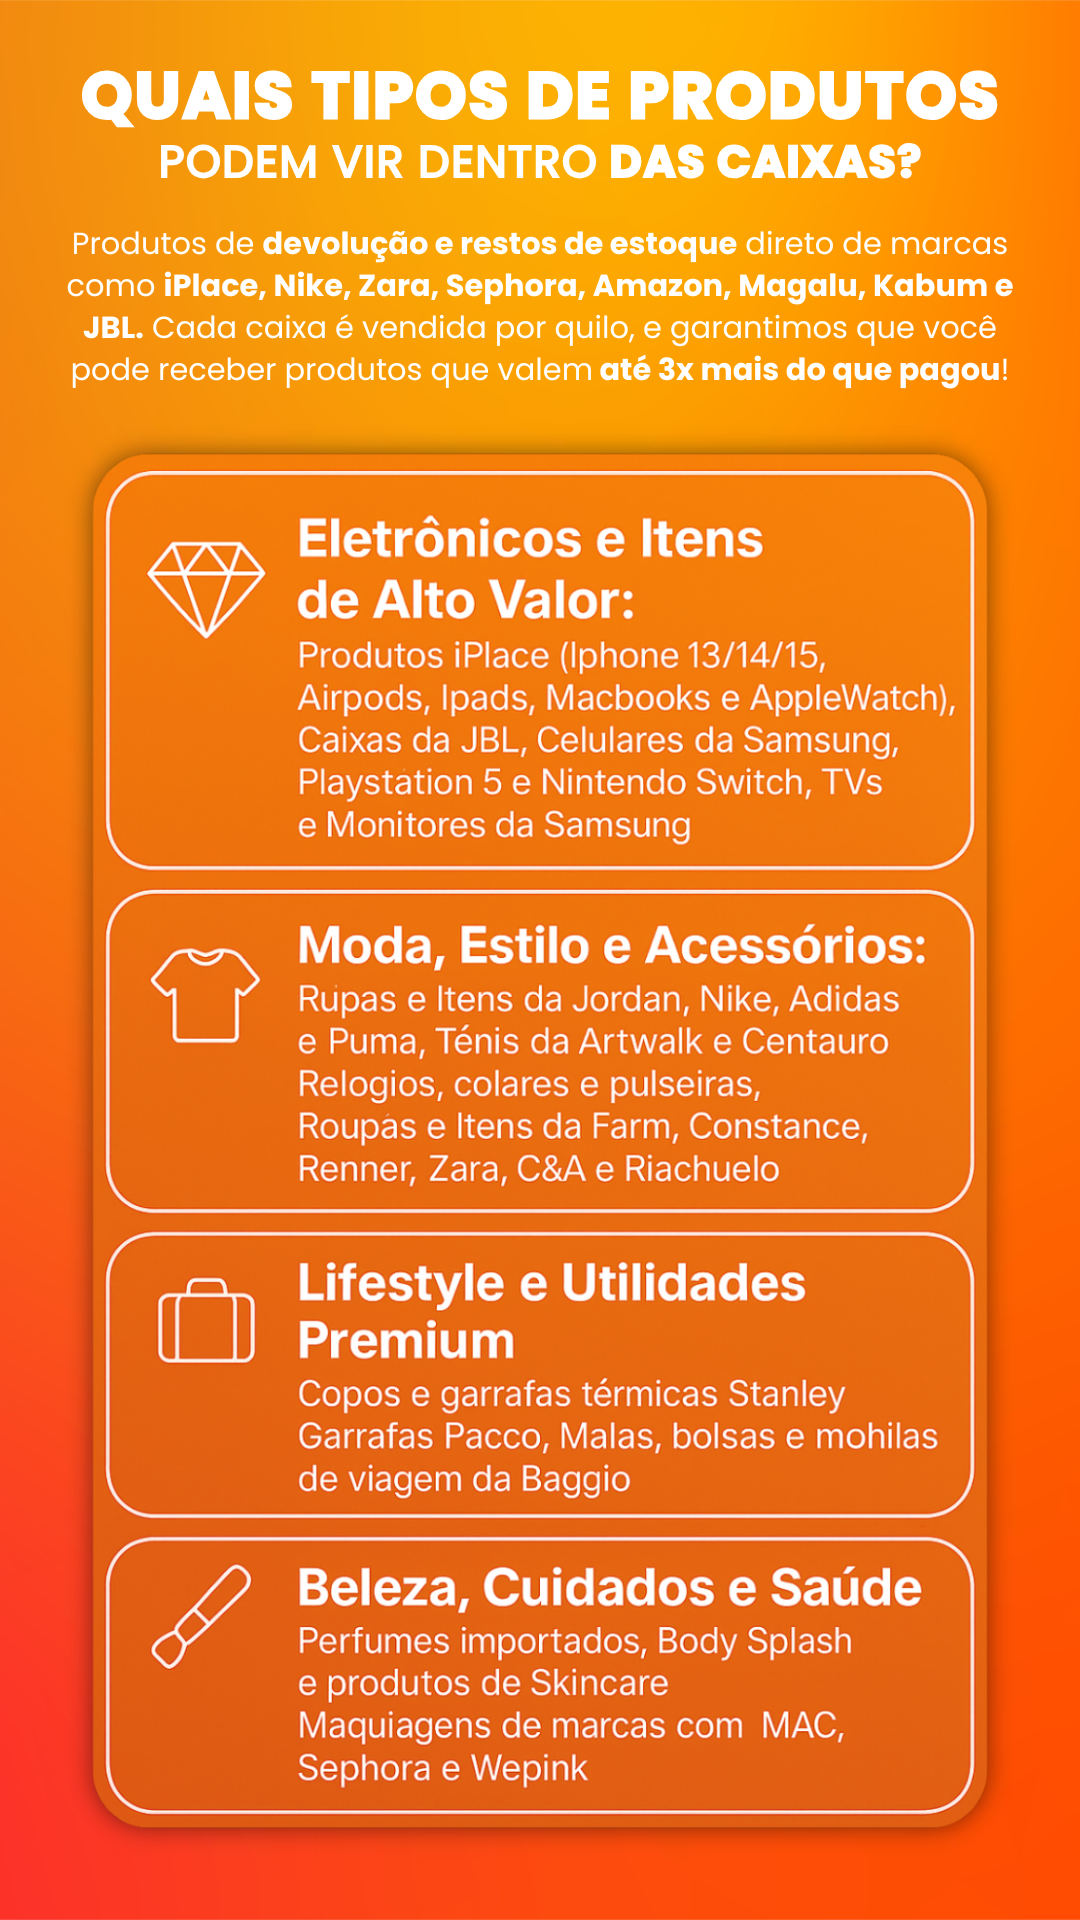 QUAIS TIPOS DE PRODUTOS
PODEM VIR DENTRO DAS CAIXAS?
Produtos de devolução e restos de estoque direto de marcas
como iPlace, Nike, Zara, Sephora, Amazon, Magalu, Kabum e
JBL. Cada caixa é vendida por quilo, e garantimos que você
pode receber produtos que valem até 3x mais do que pagou!
Eletrônicos e Itens
de Alto Valor:
Produtos iPlace (Iphone 13/14/15,
Airpods, Ipads, Macbooks e AppleWatch),
Caixas da JBL, Celulares da Samsung,
Playstation 5 e Nintendo Switch, TVs
e Monitores da Samsung
Moda, Estilo e Acessórios:
Rupas e Itens da Jordan, Nike, Adidas
e Puma, Ténis da Artwalk e Centauro
Relogios, colares e pulseiras,
Roupas e Itens da Farm, Constance,
Renner, Zara, C&A e Riachuelo
Lifestyle e Utilidades
Premium
Copos e garrafas térmicas Stanley
Garrafas Pacco, Malas, bolsas e mohilas
de viagem da Baggio
Beleza, Cuidados e Saúde
Perfumes importados, Body Splash
e produtos de Skincare
Maquiagens de marcas com MAC,
Sephora e Wepink